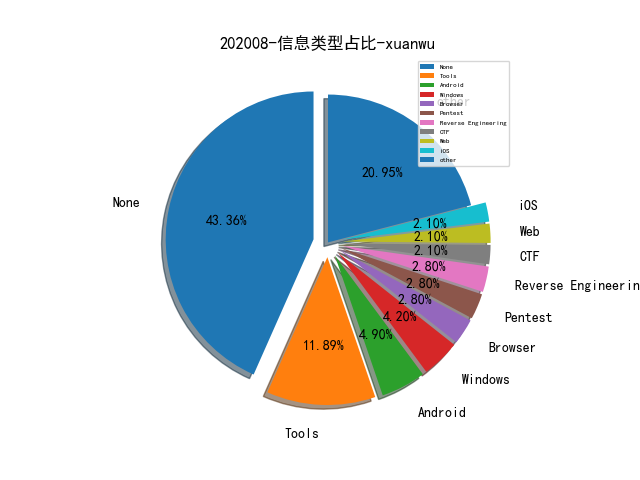 202008-信息类型占比-xuanwu
None
Tools
Android
Windows
Browser
Pentest
Reverse Engineering
CTF
Web
iOS
other
other
20.95%
None
43.36%
iOS
2.10%
Web
2.10%
CTF
2.10%
Reverse Engineerin
2.80%
Pentest
2.80%
Browser
2.80%
Windows
4.20%
Android
4.90%
Tools
11.89%